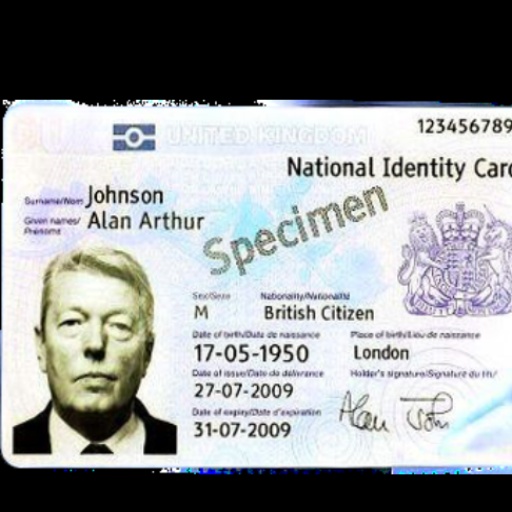 UNITED KINGDOM
123456789
National Identity Car
Surname/Nom Johnson
Given names/ Prénoms Alan Arthur
Specimen
Sex/Sexe Nationality/Nationalité
M British Citizen
Date of birth/Date de naissance Place of birth/Lieu de naissance
17-05-1950 London
Date of issue/Date de délivrance Holder's signature/Signature du titu
27-07-2009
Date of expiry/Date d'expiration
31-07-2009
Alan Joh